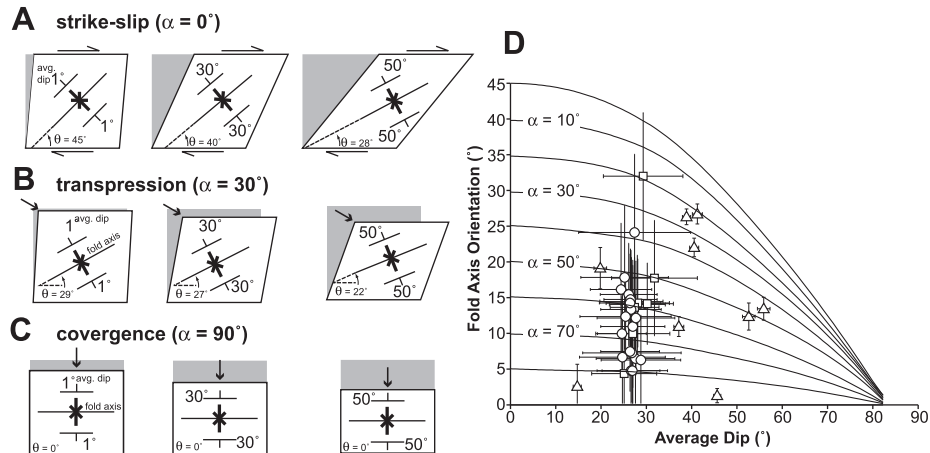 A strike-slip (α = 0°)
avg. dip 1°
1°
θ = 45°
30°
30°
θ = 40°
50°
50°
θ = 28°
B transpression (α = 30°)
1° avg. dip
fold axis
1°
θ = 29°
30°
30°
θ = 27°
50°
50°
θ = 22°
C covergence (α = 90°)
1° avg. dip
fold axis
1°
θ = 0°
30°
30°
θ = 0°
50°
50°
θ = 0°
D
Fold Axis Orientation (°)
45
40
35
30
25
20
15
10
5
0
α = 10°
α = 30°
α = 50°
α = 70°
0 10 20 30 40 50 60 70 80 90
Average Dip (°)